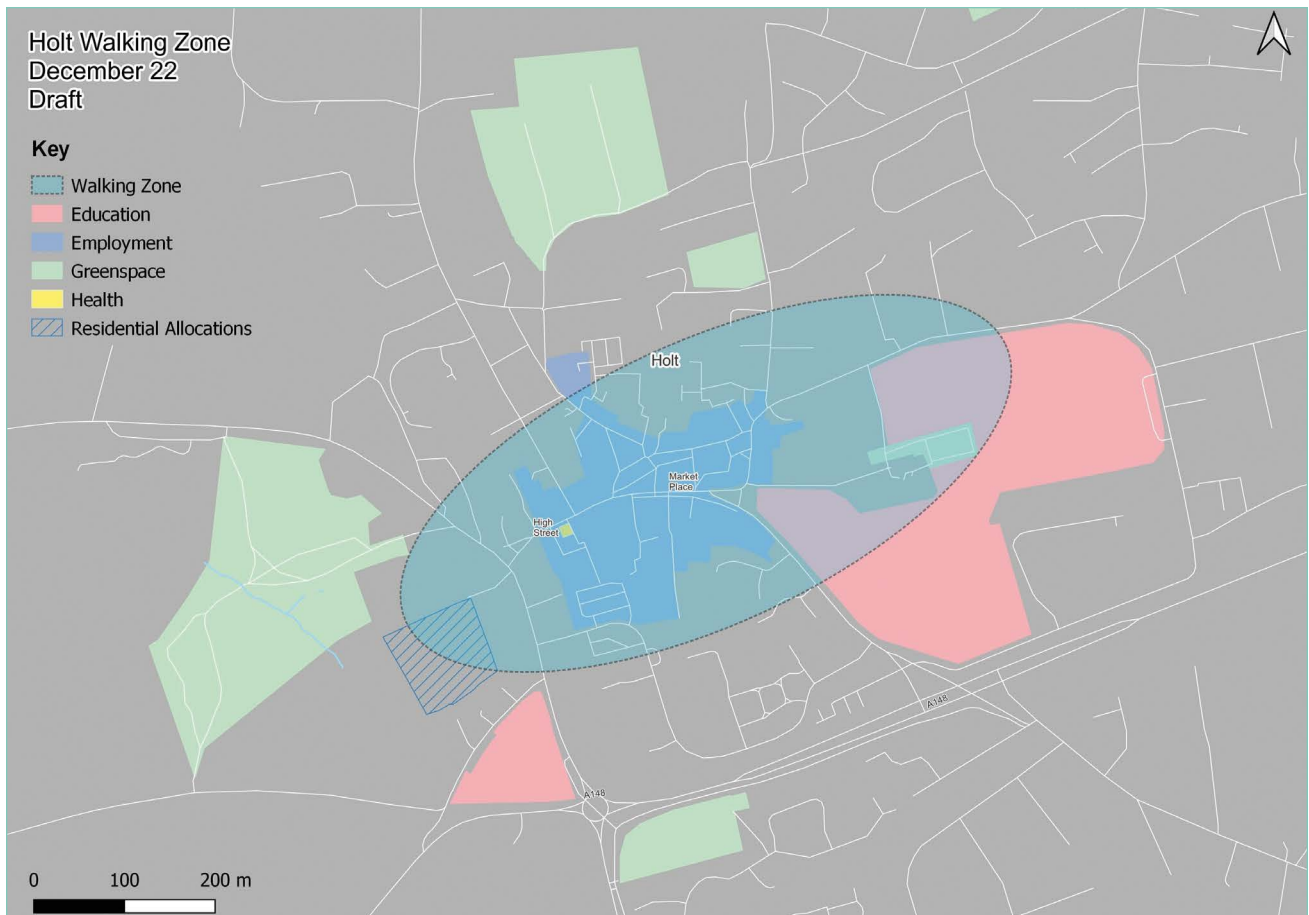 Holt Walking Zone
December 22
Draft
Key
Walking Zone
Education
Employment
Greenspace
Health
Residential Allocations
Holt
Market
Place
High
Street
A148
A148
0 100 200 m